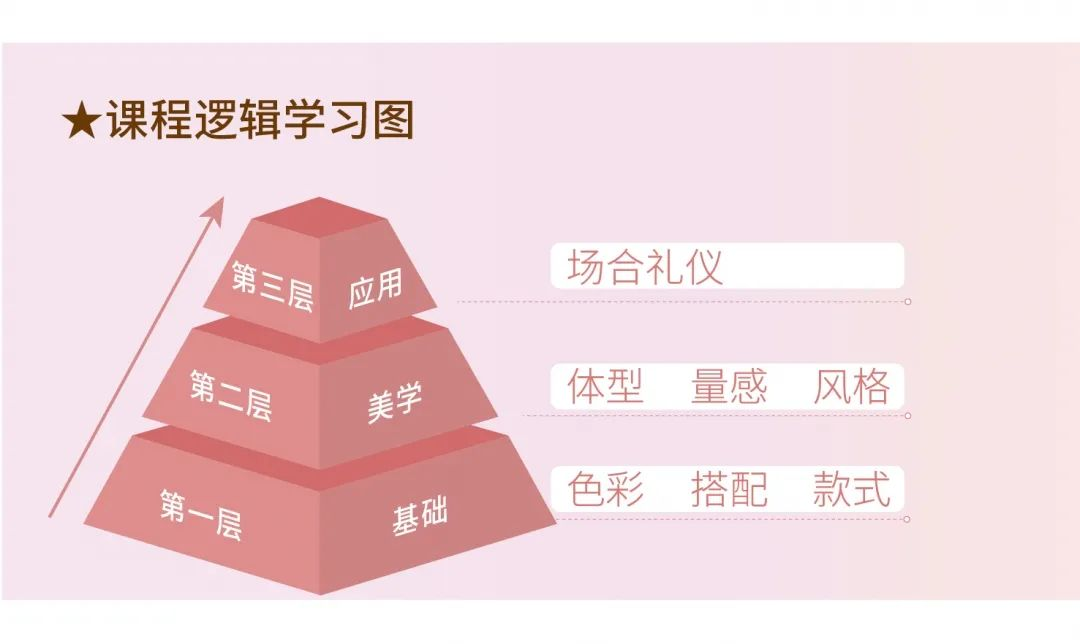 ★课程逻辑学习图
第三层 应用
场合礼仪
第二层 美学
体型 量感 风格
第一层 基础
色彩 搭配 款式